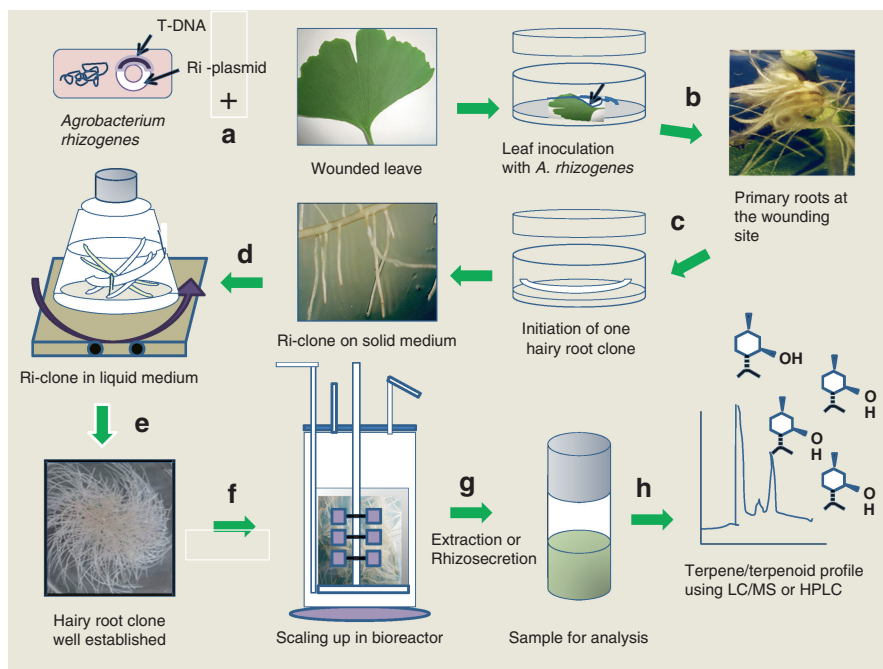 T-DNA
Ri -plasmid
+
Agrobacterium
rhizogenes
a
Wounded leave
Leaf inoculation
with A. rhizogenes
b
Primary roots at
the wounding
site
c
Initiation of one
hairy root clone
Ri-clone on solid medium
d
Ri-clone in liquid medium
e
Hairy root clone
well established
f
Scaling up in bioreactor
g
Extraction or
Rhizosecretion
Sample for analysis
h
OH
O
H
O
H
O
H
Terpene/terpenoid profile
using LC/MS or HPLC